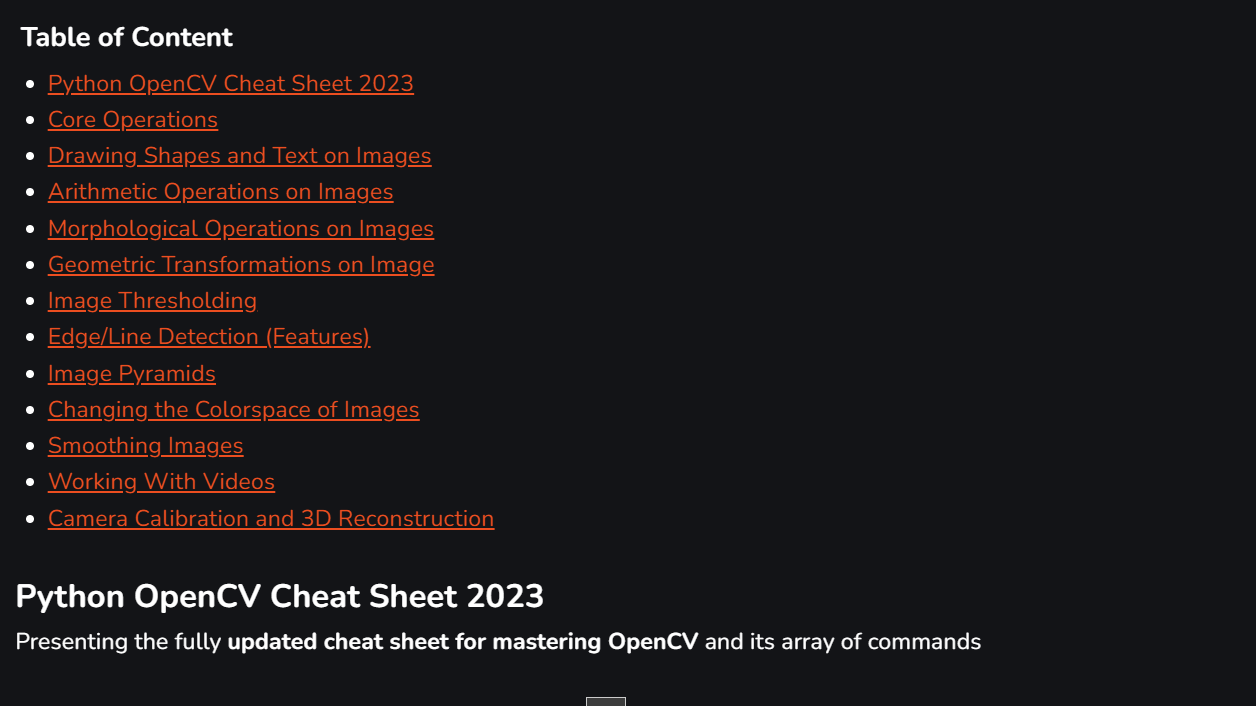 Table of Content
Python OpenCV Cheat Sheet 2023
Core Operations
Drawing Shapes and Text on Images
Arithmetic Operations on Images
Morphological Operations on Images
Geometric Transformations on Image
Image Thresholding
Edge/Line Detection (Features)
Image Pyramids
Changing the Colorspace of Images
Smoothing Images
Working With Videos
Camera Calibration and 3D Reconstruction
Python OpenCV Cheat Sheet 2023
Presenting the fully updated cheat sheet for mastering OpenCV and its array of commands